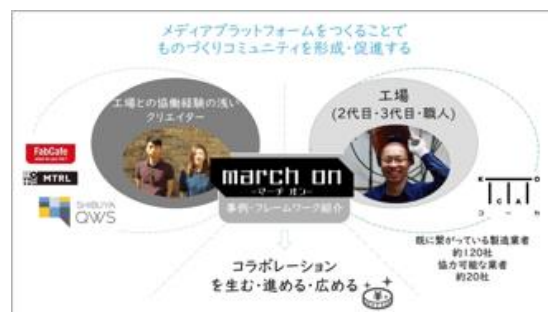 メディアプラットフォームをつくることで
ものづくりコミュニティを形成・促進する
工場との協働経験の浅い
クリエイター
工場
(2代目・3代目・職人)
FabCafe
MTRL
SHIBUYA
QWS
march on
-マーチ オン-
事例・フレームワーク紹介
K O
C A
コーカ
既に繋がっている製造業者
約120社
協力可能な業者
約20社
コラボレーション
を生む・進める・広める